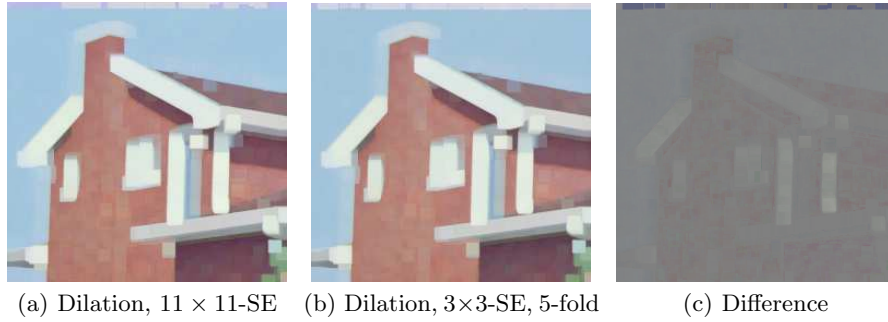 (a) Dilation, 11 × 11-SE (b) Dilation, 3×3-SE, 5-fold (c) Difference